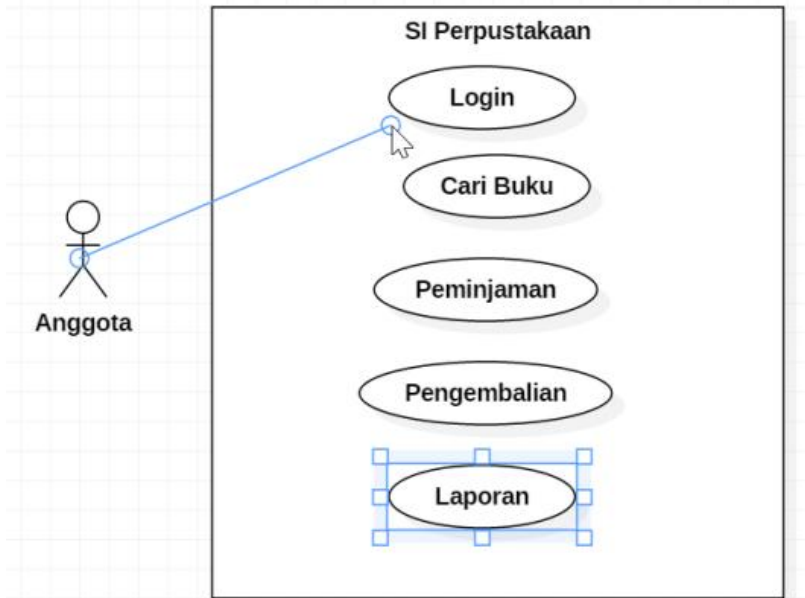 SI Perpustakaan
Login
Cari Buku
Peminjaman
Anggota
Pengembalian
Laporan